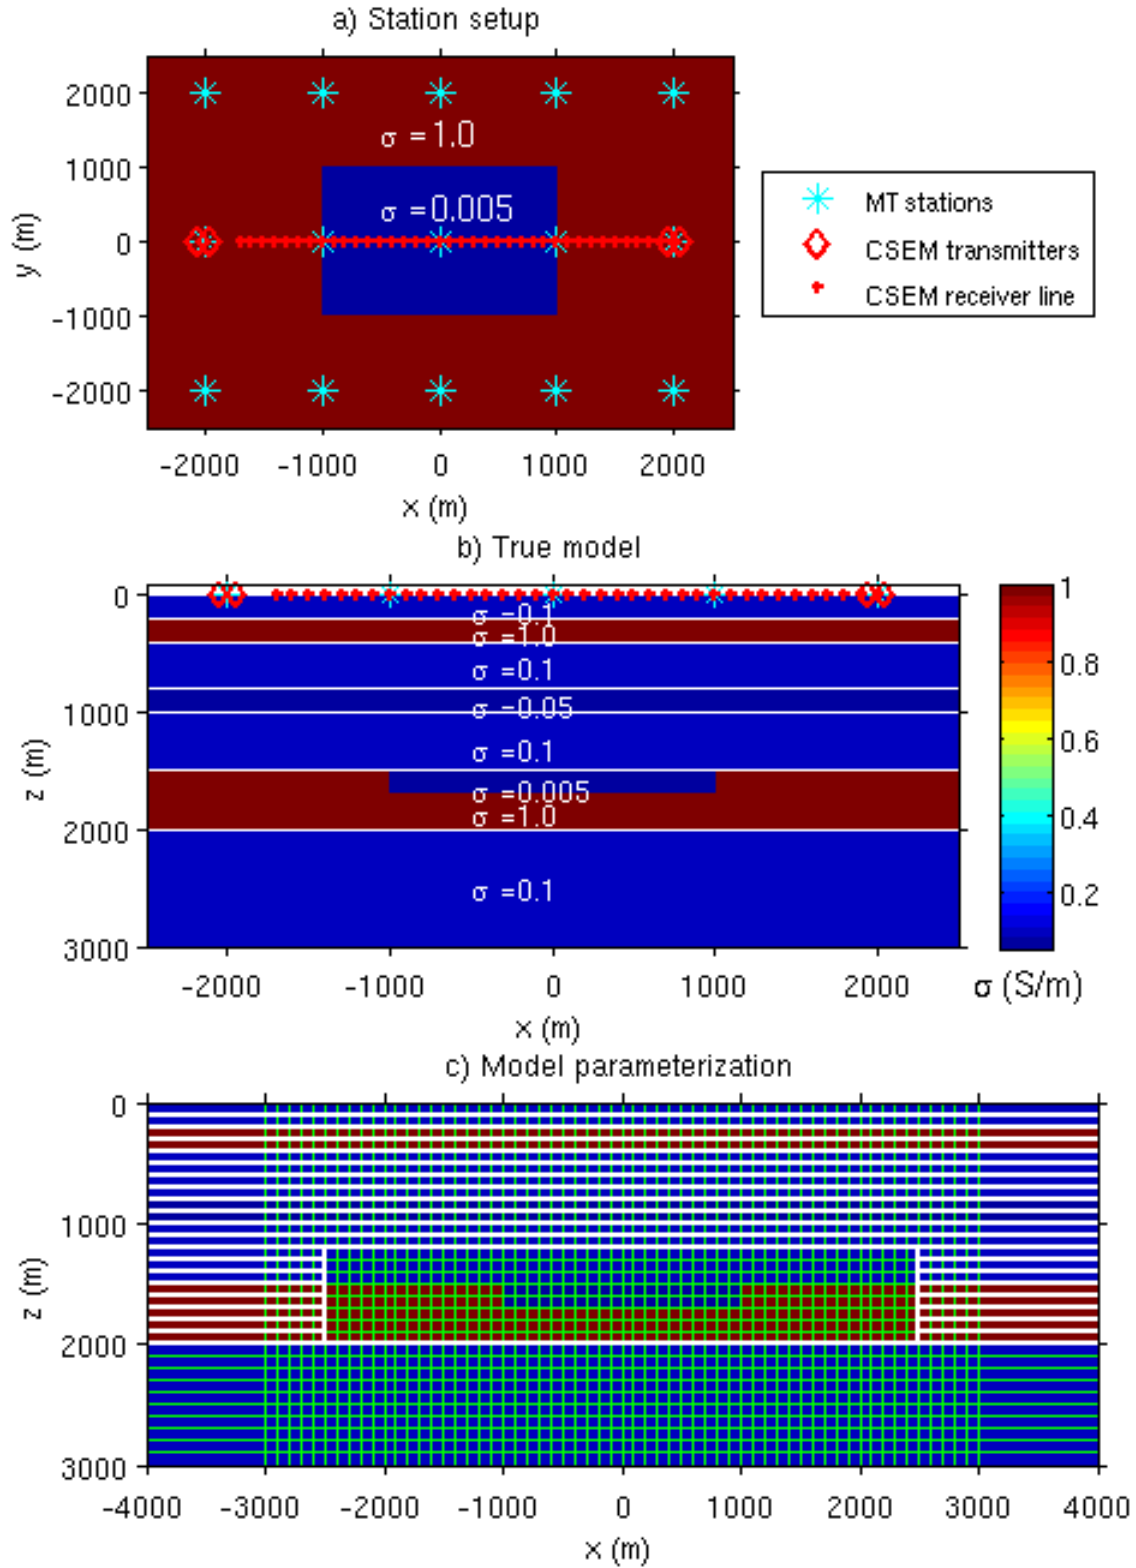 a) Station setup
2000
σ =1.0
1000
σ =0.005
0
-1000
-2000
y (m)
-2000 -1000 0 1000 2000
x (m)
MT stations
CSEM transmitters
CSEM receiver line
b) True model
0
σ -0.1
σ =1.0
σ =0.1
1000
σ -0.05
σ =0.1
σ =0.005
σ =1.0
2000
σ =0.1
3000
z (m)
-2000 -1000 0 1000 2000
x (m)
1
0.8
0.6
0.4
0.2
σ (S/m)
c) Model parameterization
0
1000
2000
3000
z (m)
-4000 -3000 -2000 -1000 0 1000 2000 3000 4000
x (m)